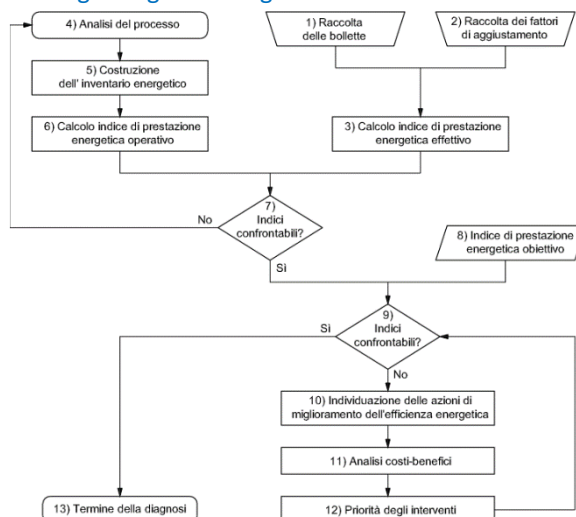 4) Analisi del processo
1) Raccolta
delle bollette
2) Raccolta dei fattori
di aggiustamento
5) Costruzione
dell' inventario energetico
6) Calcolo indice di prestazione
energetica operativo
3) Calcolo indice di prestazione
energetica effettivo
7)
Indici
confrontabili?
No
Sì
8) Indice di prestazione
energetica obiettivo
9)
Indici
confrontabili?
Sì
No
10) Individuazione delle azioni di
miglioramento dell'efficienza energetica
11) Analisi costi-benefici
13) Termine della diagnosi
12) Priorità degli interventi